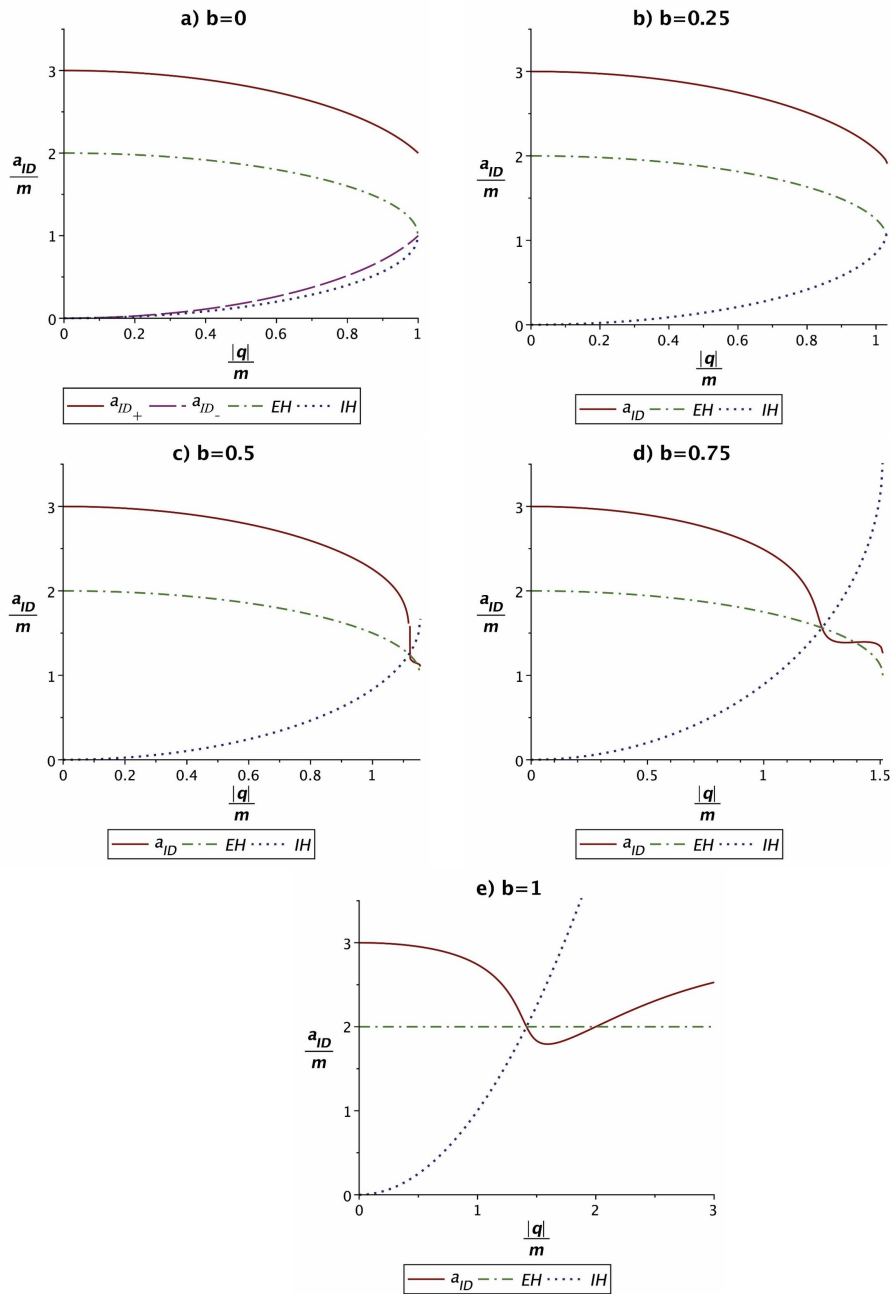 a) b=0
3
2
a_ID
m
1
0
0 0.2 0.4 0.6 0.8 1
|q|
m
a_ID+ a_ID- EH IH
b) b=0.25
3
2
a_ID
m
1
0
0 0.2 0.4 0.6 0.8 1
|q|
m
a_ID EH IH
c) b=0.5
3
2
a_ID
m
1
0
0 0.2 0.4 0.6 0.8 1
|q|
m
a_ID EH IH
d) b=0.75
3
2
a_ID
m
1
0
0 0.5 1 1.5
|q|
m
a_ID EH IH
e) b=1
3
2
a_ID
m
1
0
0 1 2 3
|q|
m
a_ID EH IH